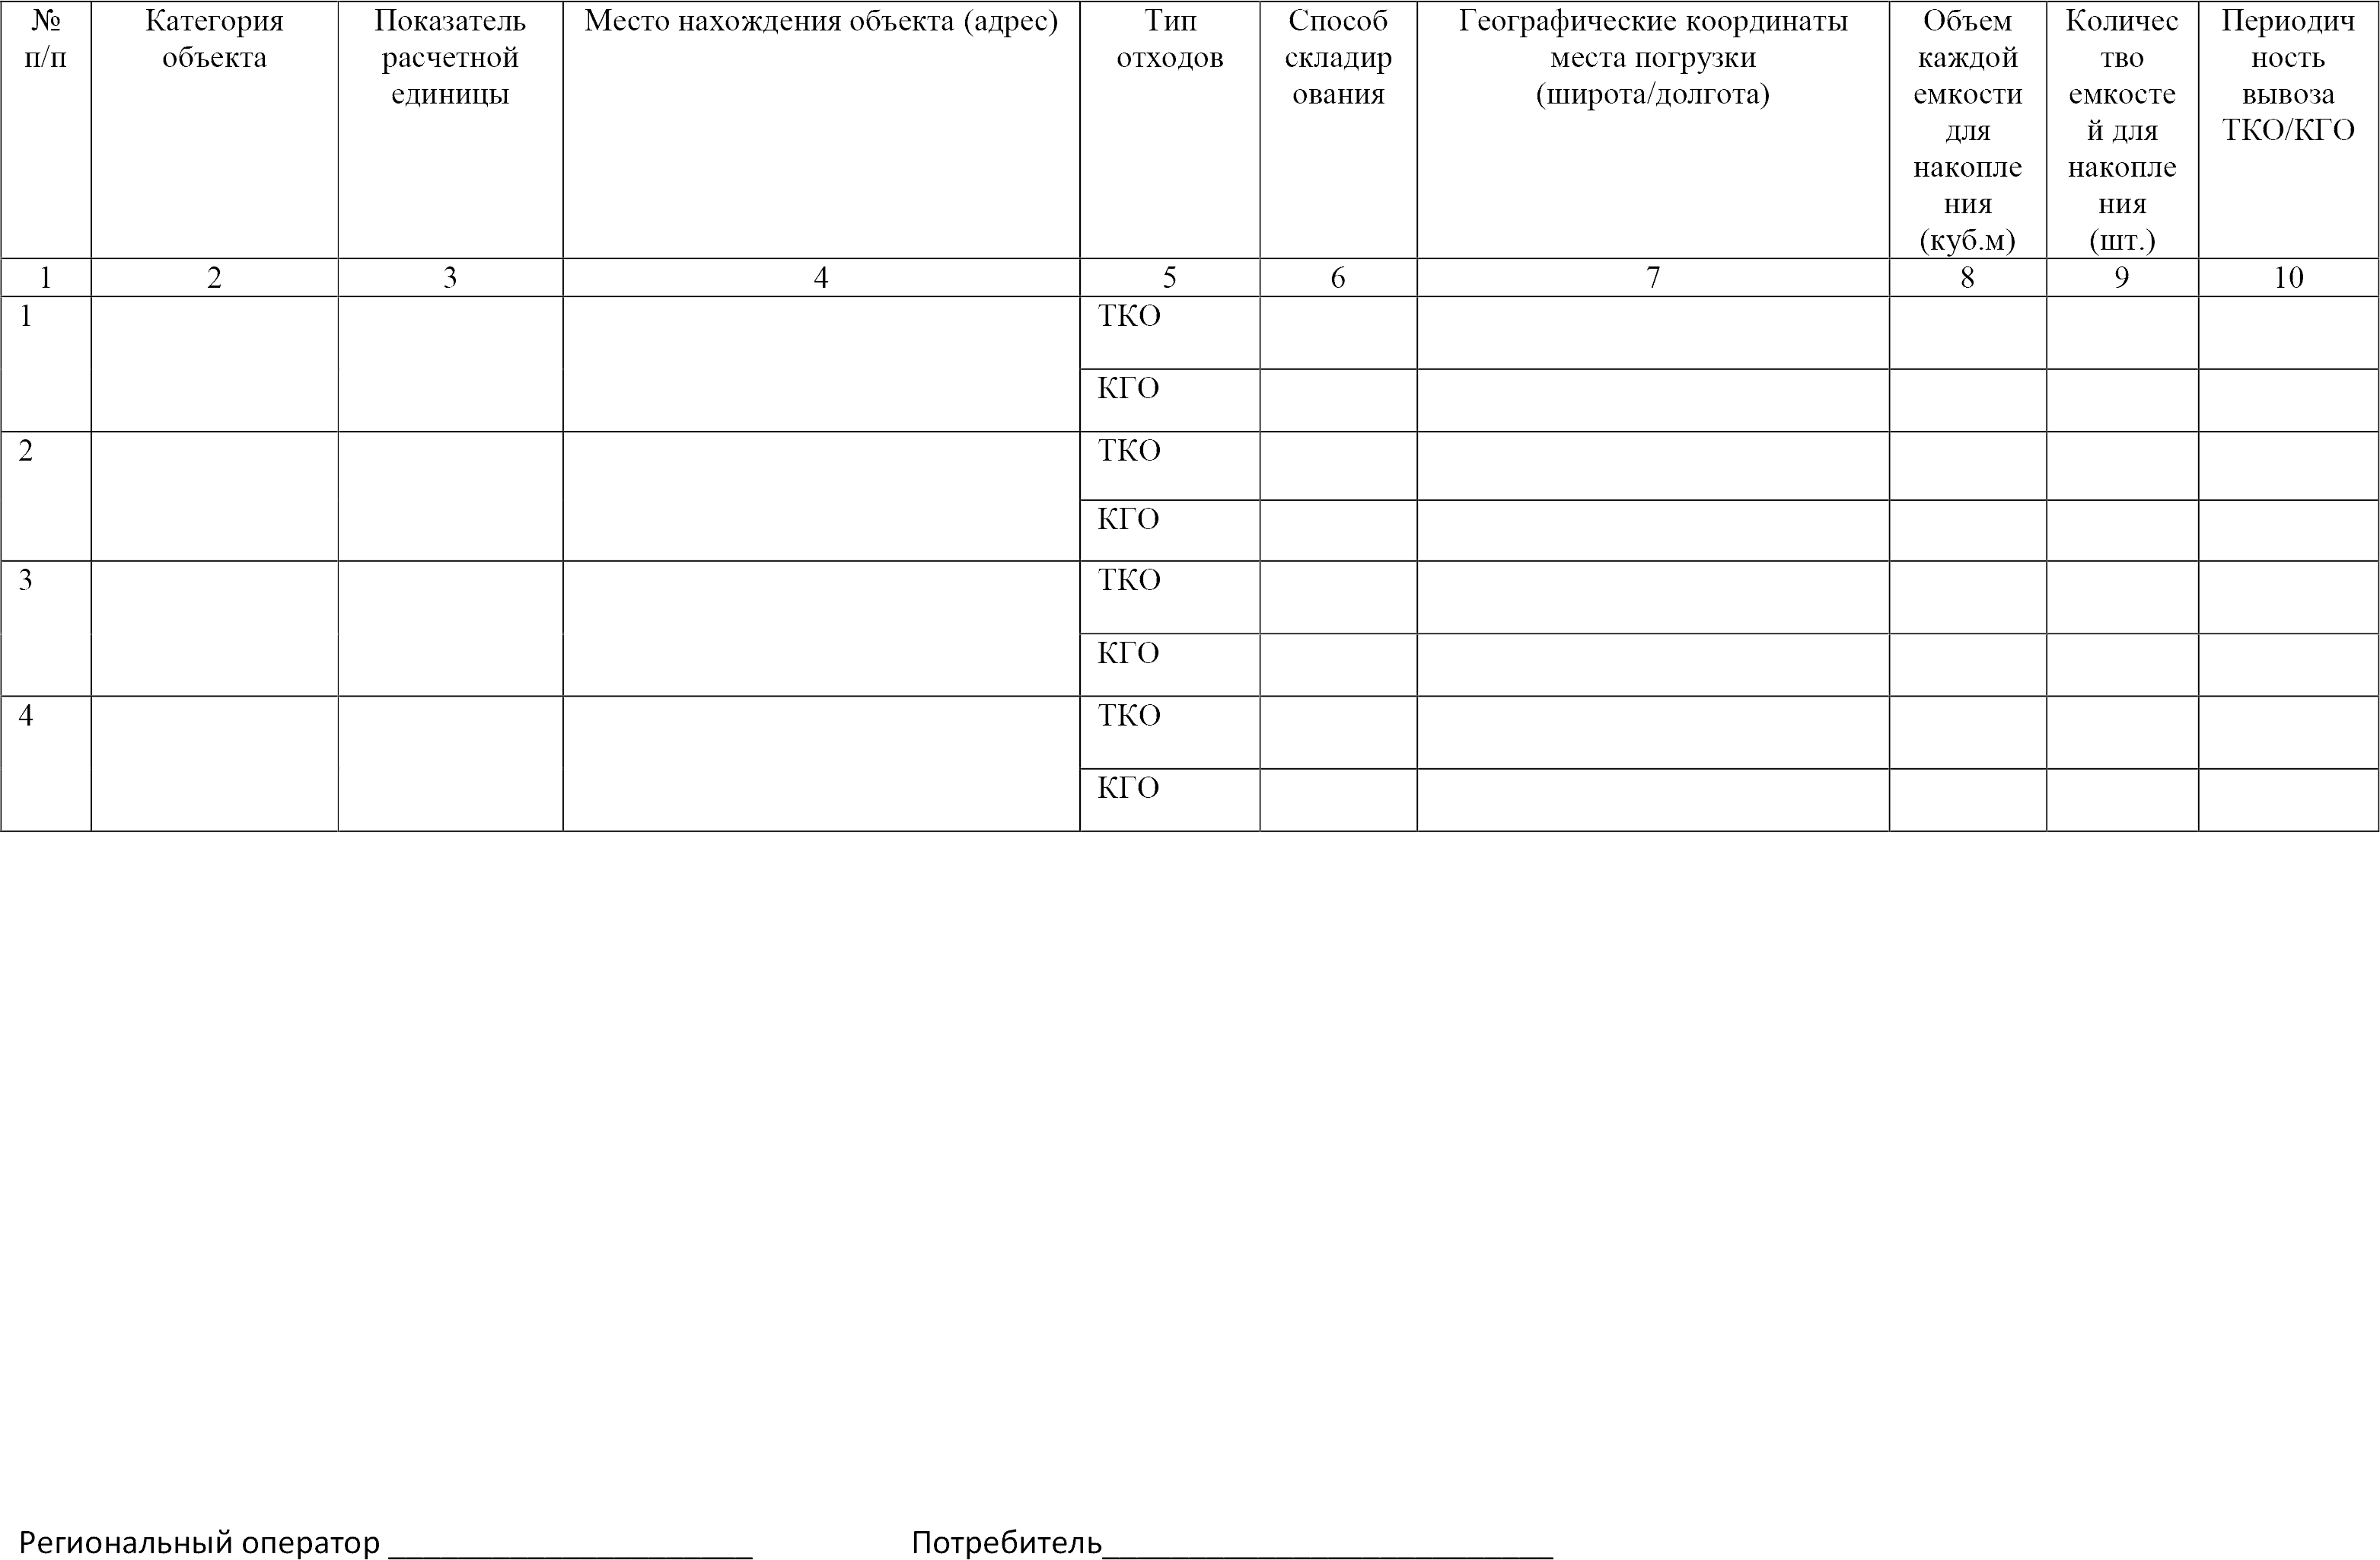 №
п/п
Категория
объекта
Показатель
расчетной
единицы
Место нахождения объекта (адрес)
Тип
отходов
Способ
складир
ования
Географические координаты
места погрузки
(широта/долгота)
Объем
каждой
емкости
для
накопле
ния
(куб.м)
Количес
тво
емкосте
й для
накопле
ния
(шт.)
Периодич
ность
вывоза
ТКО/КГО
1 2 3 4 5 6 7 8 9 10
1 ТКО
КГО
2 ТКО
КГО
3 ТКО
КГО
4 ТКО
КГО
Региональный оператор _____________________ Потребитель__________________________